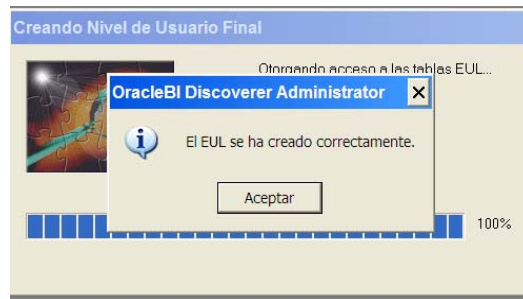 Creando Nivel de Usuario Final
Otorgando acceso a las tablas EUL...
OracleBI Discoverer Administrator
El EUL se ha creado correctamente.
Aceptar
100%